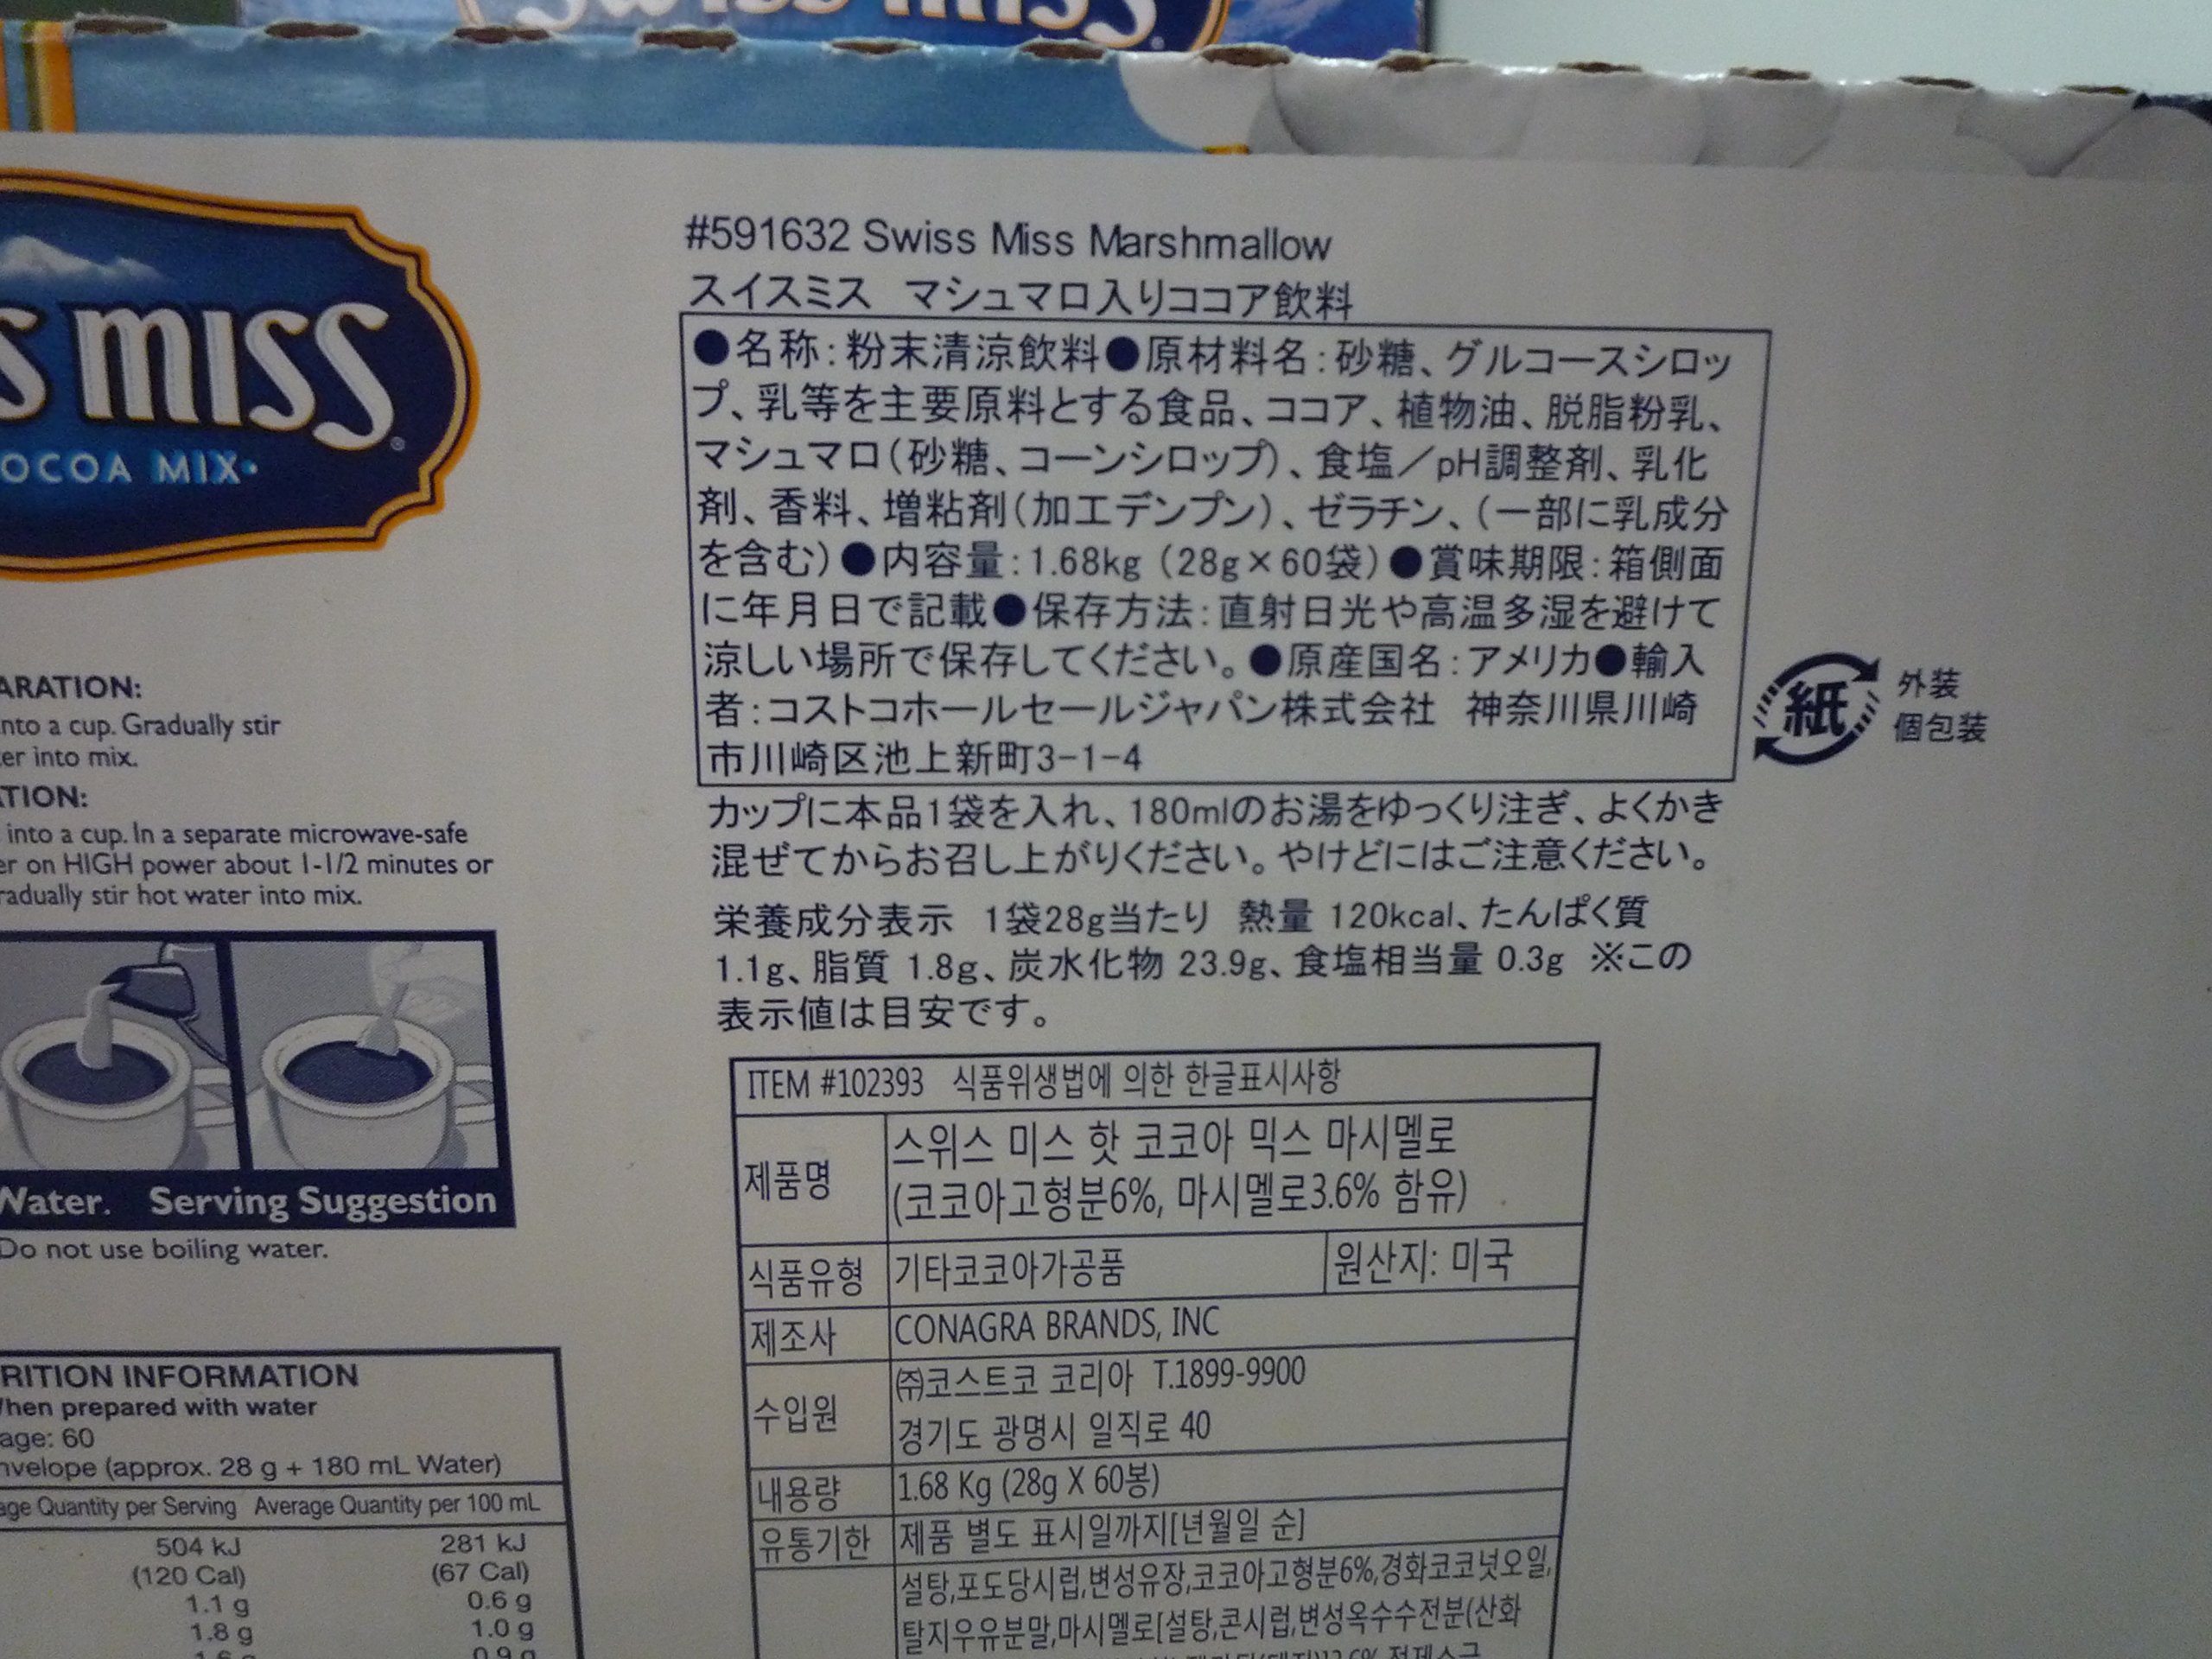 swiss miss
S MISS
OCOA MIX
ARATION:
into a cup. Gradually stir
er into mix.
TION:
into a cup. In a separate microwave-safe
er on HIGH power about 1-1/2 minutes or
radually stir hot water into mix.
Water. Serving Suggestion
Do not use boiling water.
RITION INFORMATION
When prepared with water
age: 60
nvelope (approx. 28 g + 180 mL Water)
age Quantity per Serving Average Quantity per 100 mL
504 kJ 281 kJ
(120 Cal) (67 Cal)
1.1 g 0.6 g
1.8 g 1.0 g
#591632 Swiss Miss Marshmallow
スイスミス マシュマロ入りココア飲料
●名称:粉末清涼飲料●原材料名:砂糖、グルコースシロッ
プ、乳等を主要原料とする食品、ココア、植物油、脱脂粉乳、
マシュマロ(砂糖、コーンシロップ)、食塩/pH調整剤、乳化
剤、香料、増粘剤(加工デンプン)、ゼラチン、(一部に乳成分
を含む)●内容量:1.68kg (28g×60袋)●賞味期限:箱側面
に年月日で記載●保存方法:直射日光や高温多湿を避けて
涼しい場所で保存してください。●原産国名:アメリカ●輸入
者:コストコホールセールジャパン株式会社 神奈川県川崎
市川崎区池上新町3-1-4
紙
外装
個包装
カップに本品1袋を入れ、180mlのお湯をゆっくり注ぎ、よくかき
混ぜてからお召し上がりください。やけどにはご注意ください。
栄養成分表示 1袋28g当たり 熱量 120kcal、たんぱく質
1.1g、脂質 1.8g、炭水化物 23.9g、食塩相当量 0.3g ※この
表示値は目安です。
ITEM #102393 식품위생법에 의한 한글표시사항
제품명 스위스 미스 핫 코코아 믹스 마시멜로
(코코아고형분6%, 마시멜로3.6% 함유)
식품유형 기타코코아가공품 원산지: 미국
제조사 CONAGRA BRANDS, INC
수입원 ㈜코스트코 코리아 T.1899-9900
경기도 광명시 일직로 40
내용량 1.68 Kg (28g X 60봉)
유통기한 제품 별도 표시일까지[년월일 순]
설탕,포도당시럽,변성유장,코코아고형분6%,경화코코넛오일,
탈지우유분말,마시멜로[설탕,콘시럽,변성옥수수전분(산화